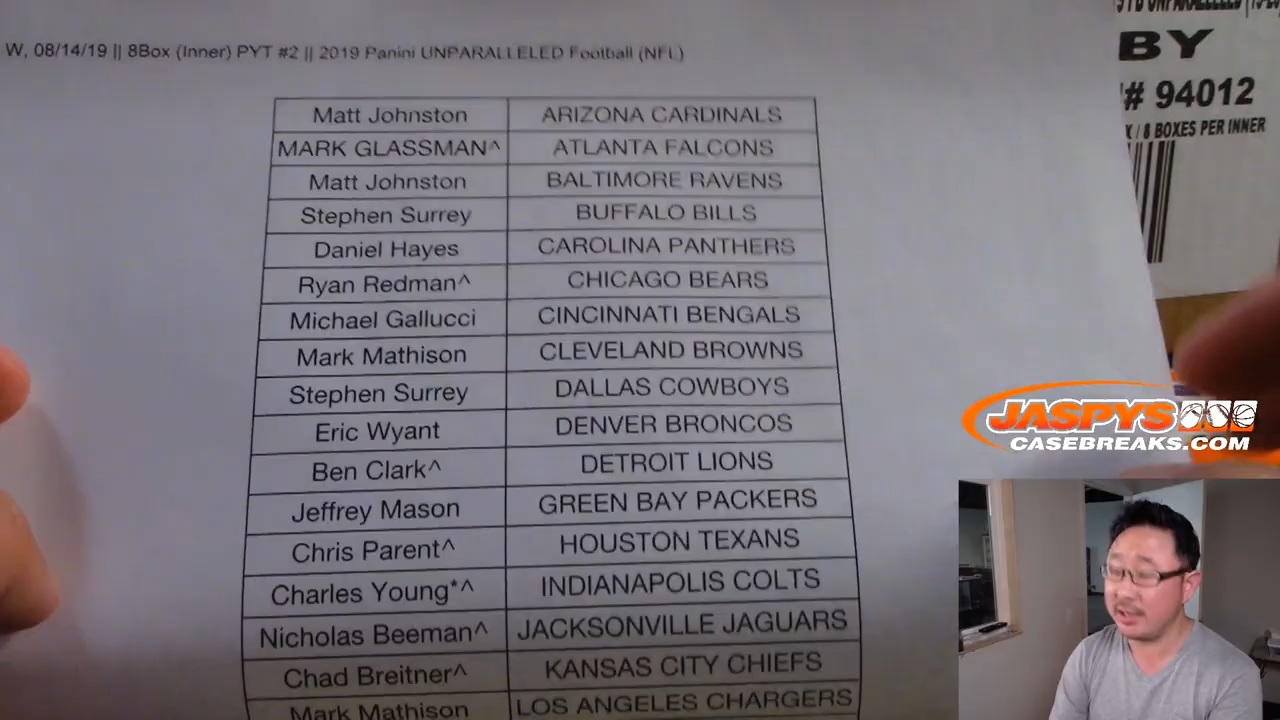 W, 08/14/19 || 8Box (Inner) PYT #2 || 2019 Panini UNPARALLELED Football (NFL)
Matt Johnston ARIZONA CARDINALS
MARK GLASSMAN^ ATLANTA FALCONS
Matt Johnston BALTIMORE RAVENS
Stephen Surrey BUFFALO BILLS
Daniel Hayes CAROLINA PANTHERS
Ryan Redman^ CHICAGO BEARS
Michael Gallucci CINCINNATI BENGALS
Mark Mathison CLEVELAND BROWNS
Stephen Surrey DALLAS COWBOYS
Eric Wyant DENVER BRONCOS
Ben Clark^ DETROIT LIONS
Jeffrey Mason GREEN BAY PACKERS
Chris Parent^ HOUSTON TEXANS
Charles Young*^ INDIANAPOLIS COLTS
Nicholas Beeman^ JACKSONVILLE JAGUARS
Chad Breitner^ KANSAS CITY CHIEFS
Mark Mathison LOS ANGELES CHARGERS
BY
# 94012
/ 8 BOXES PER INNER
JASPYS
CASEBREAKS.COM